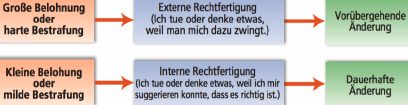 Große Belohnung
oder
harte Bestrafung
Externe Rechtfertigung
(Ich tue oder denke etwas,
weil man mich dazu zwingt.)
Vorübergehende
Änderung
Kleine Belohung
oder
milde Bestrafung
Interne Rechtfertigung
(Ich tue oder denke etwas, weil ich mir
suggerieren konnte, dass es richtig ist.)
Dauerhafte
Änderung